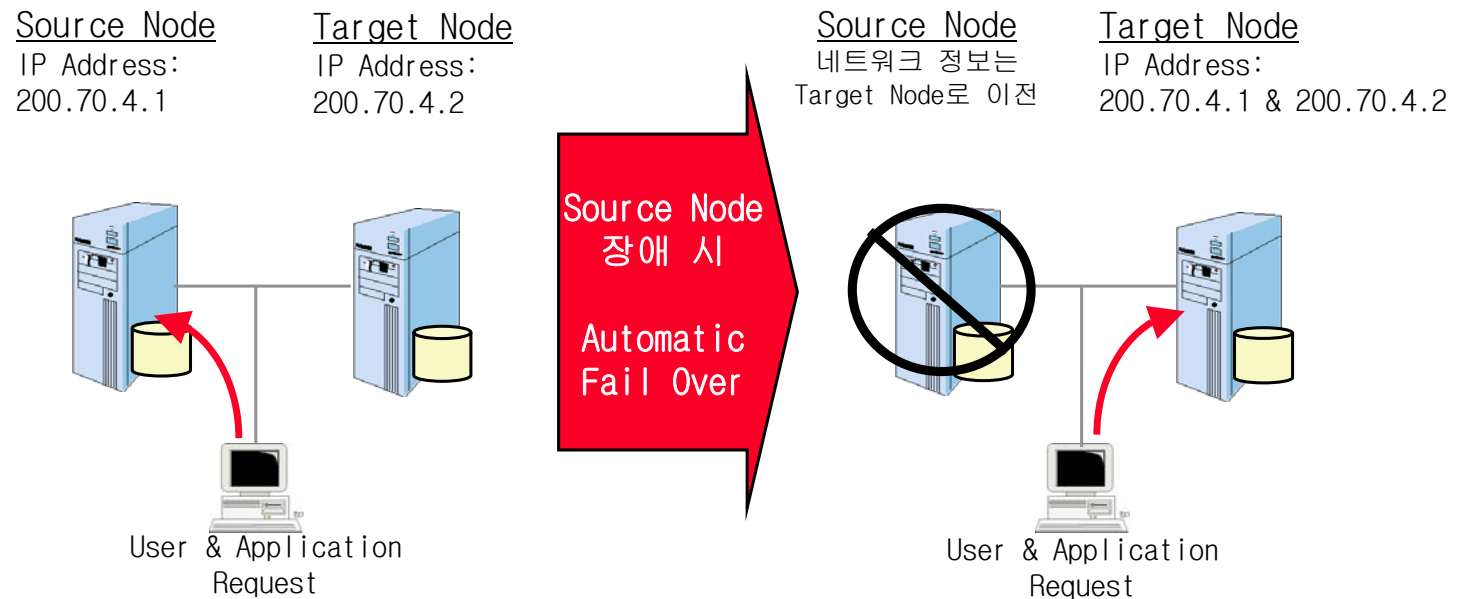 Source Node
IP Address:
200.70.4.1
Target Node
IP Address:
200.70.4.2
User & Application
Request
Source Node
장애 시
Automatic
Fail Over
Source Node
네트워크 정보는
Target Node로 이전
Target Node
IP Address:
200.70.4.1 & 200.70.4.2
User & Application
Request